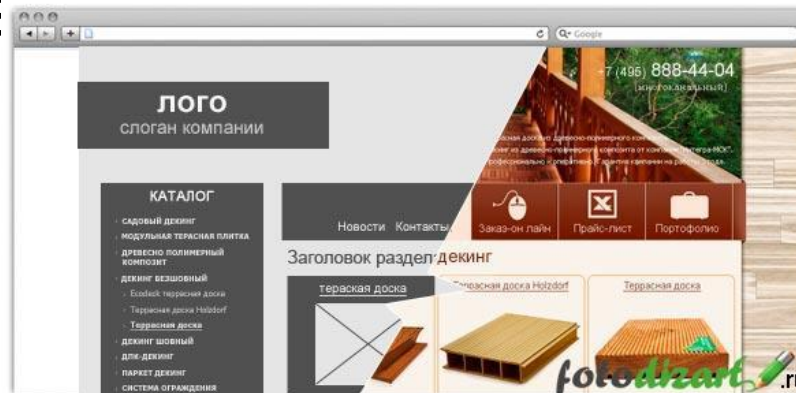 Google
+7 (495) 888-44-04
(многоканальный)
ЛОГО
слоган компании
КАТАЛОГ
САДОВЫЙ ДЕКИНГ
МОДУЛЬНАЯ ТЕРАСНАЯ ПЛИТКА
ДРЕВЕСНО ПОЛИМЕРНЫЙ
КОМПОЗИТ
ДЕКИНГ БЕЗШОВНЫЙ
Ecodeck террасная доска
Террасная доска Holzdorf
Террасная доска
ДЕКИНГ ШОВНЫЙ
ДПК-ДЕКИНГ
ПАРКЕТ ДЕКИНГ
СИСТЕМА ОГРАЖДЕНИЯ
Новости Контакты Заказ-он лайн Прайс-лист Портофолио
Заголовок раздел декинг
тераская доска
Террасная доска Holzdorf
Террасная доска
fotodizart.ru